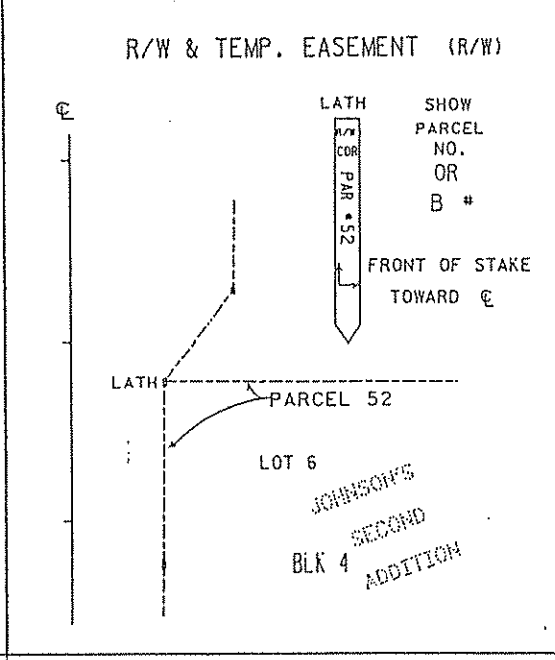 R/W & TEMP. EASEMENT (R/W)
℄
LATH
SHOW
PARCEL
NO.
OR
B #
R/W
COR
PAR #52
FRONT OF STAKE
TOWARD ℄
LATH
PARCEL 52
LOT 6
JOHNSON'S
SECOND
ADDITION
BLK 4